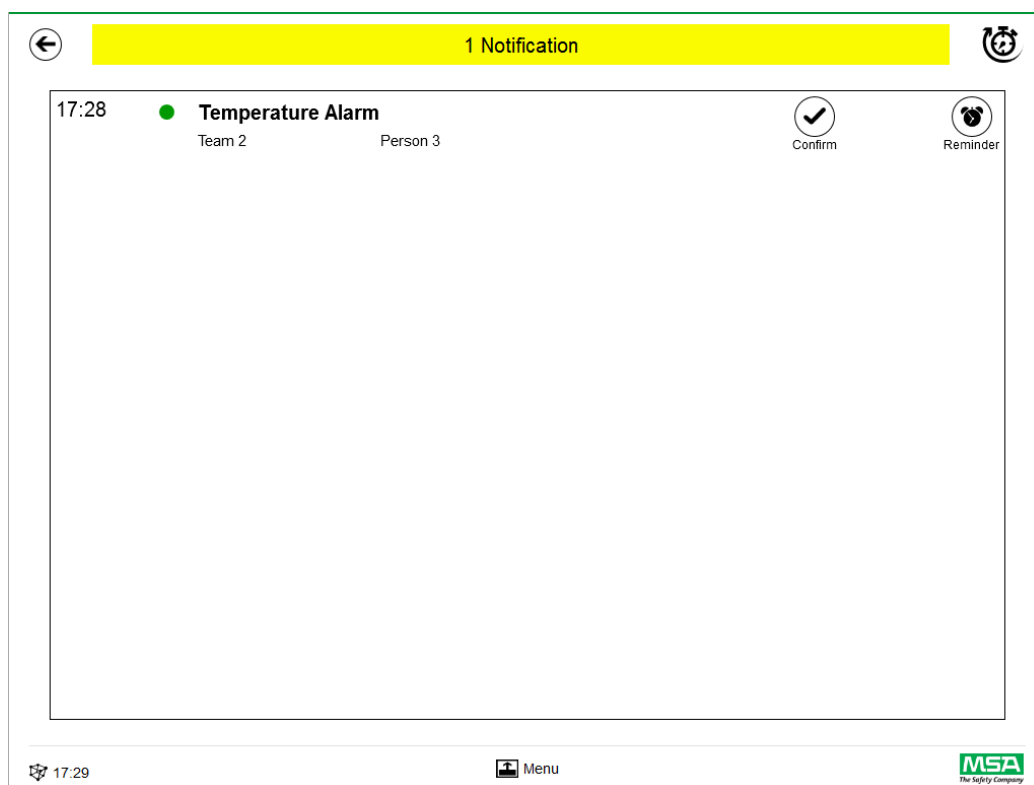 1 Notification
17:28
Temperature Alarm
Team 2 Person 3
Confirm
Reminder
17:29
Menu
MSA
The Safety Company